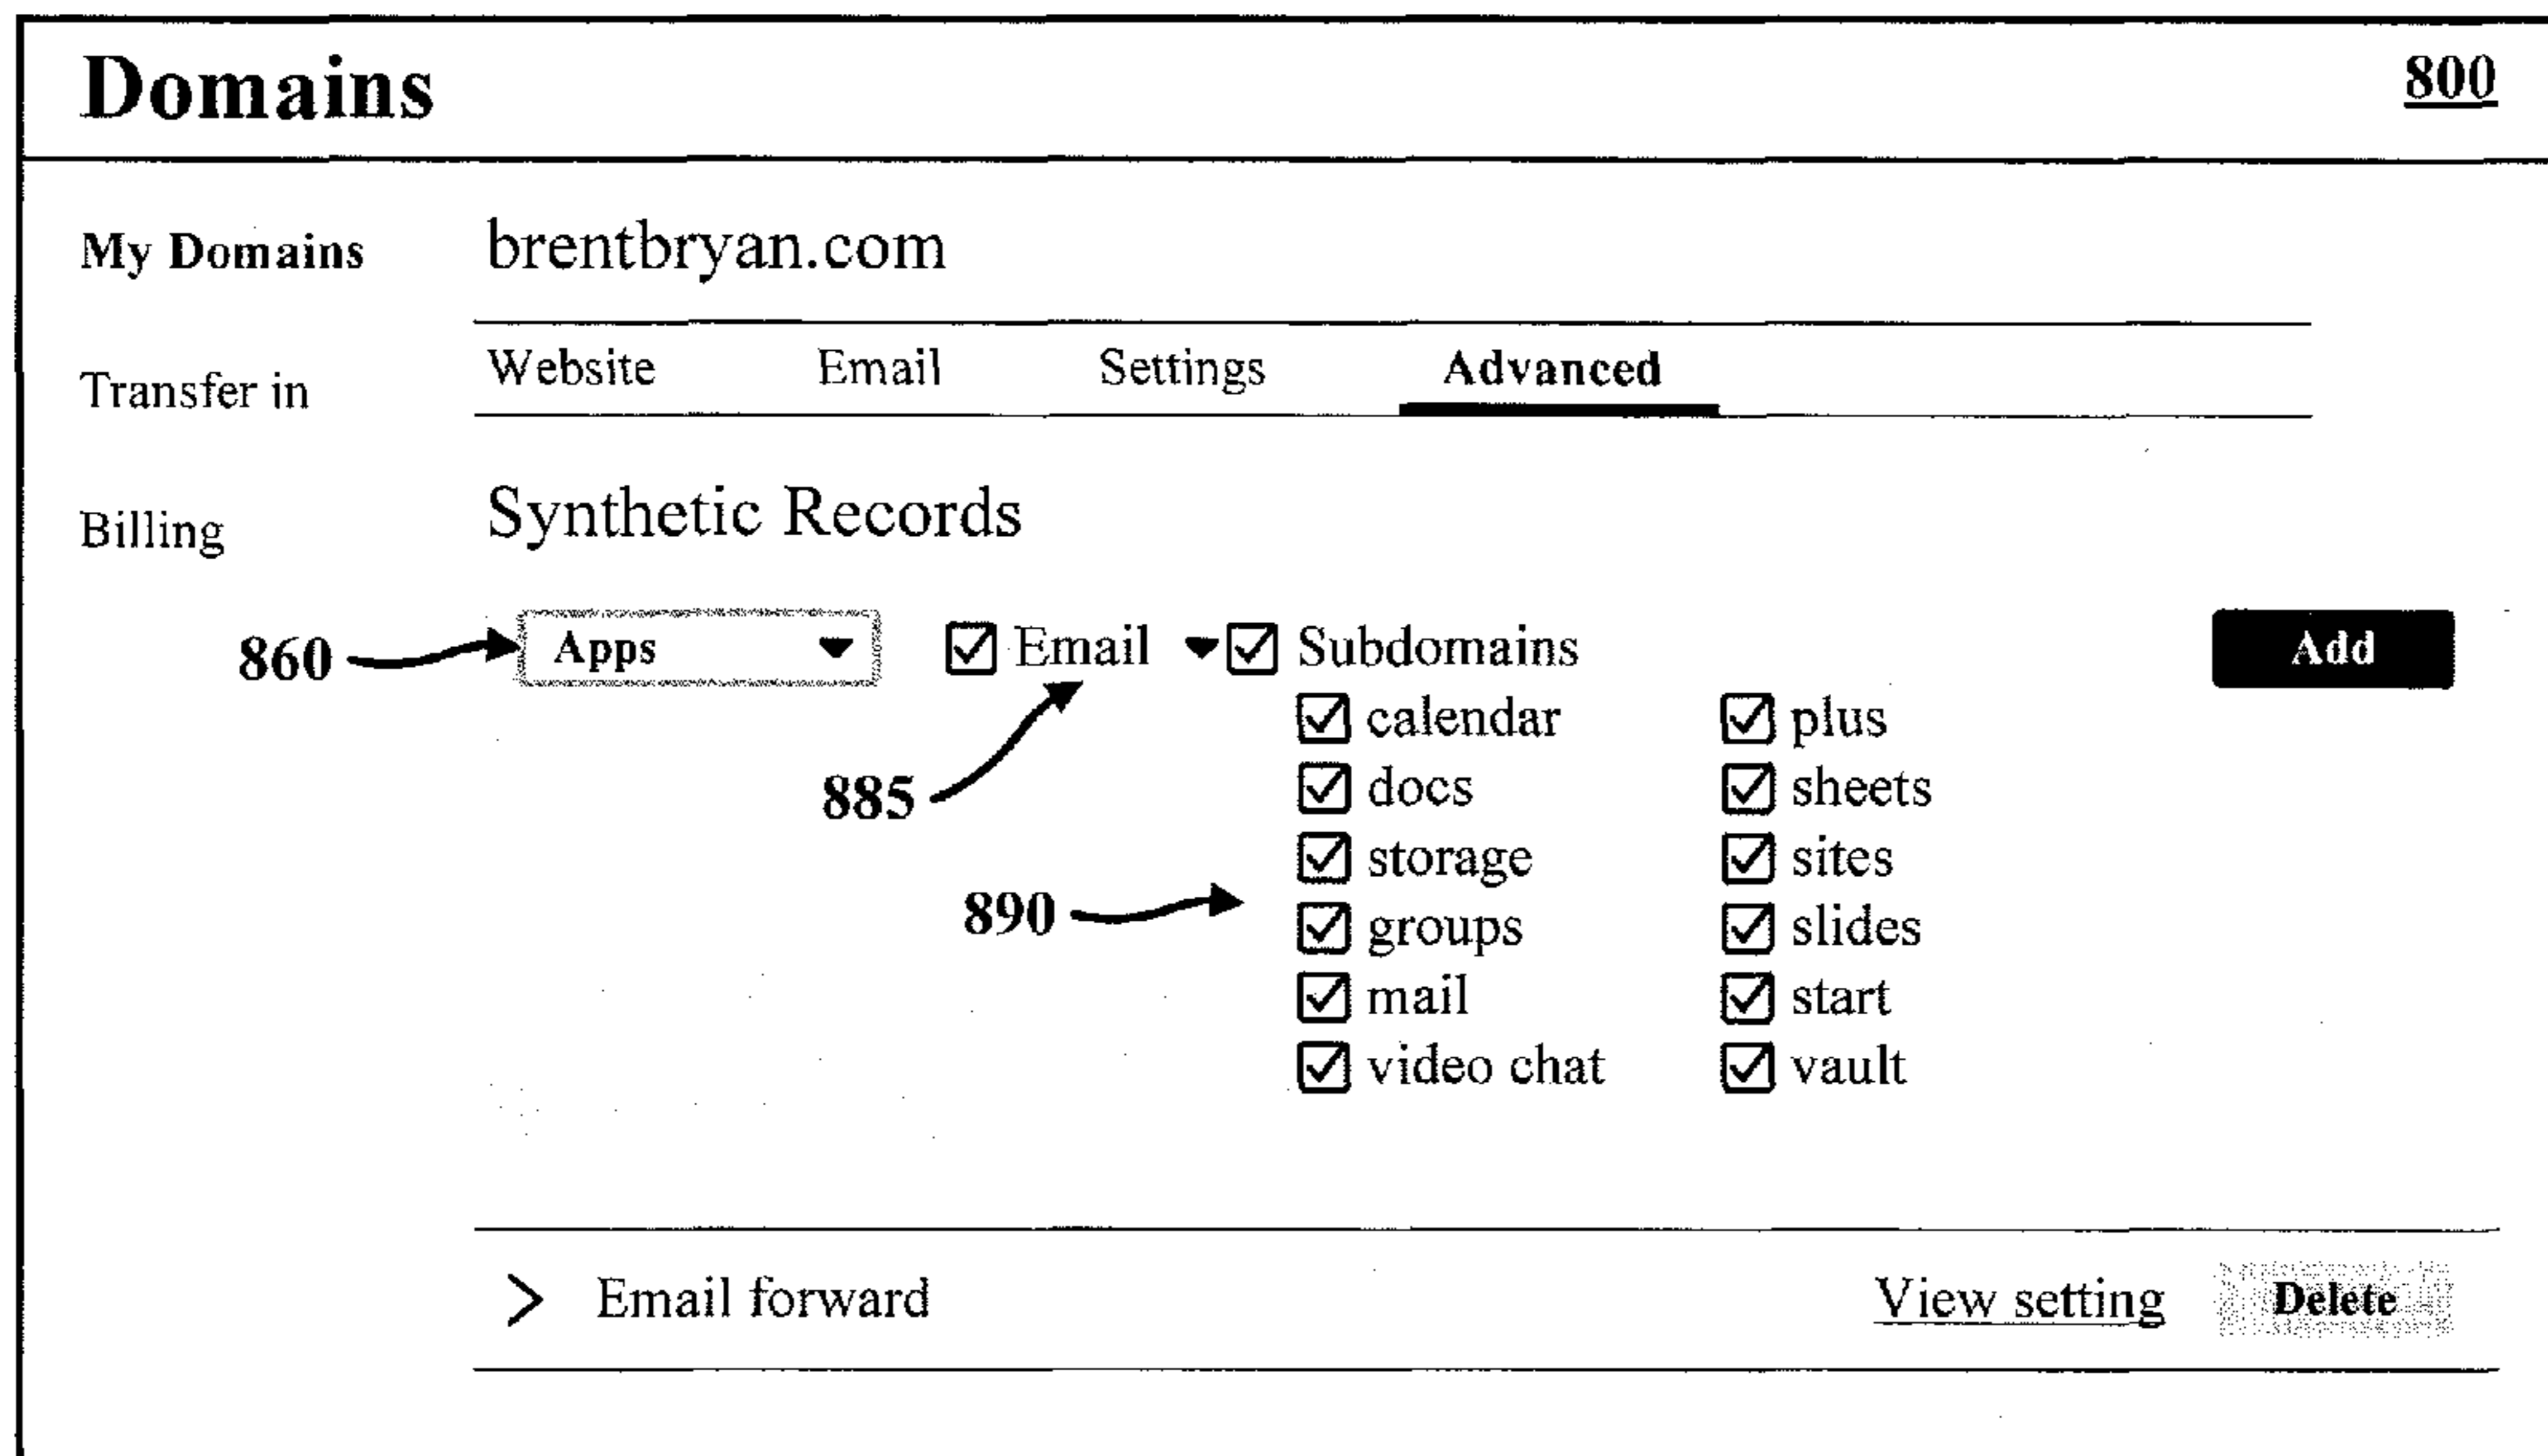 Domains 800
My Domains brentbryan.com
Transfer in Website Email Settings Advanced
Billing Synthetic Records
860 Apps Email Subdomains Add
calendar plus
885 docs sheets
storage sites
890 groups slides
mail start
video chat vault
> Email forward View setting Delete